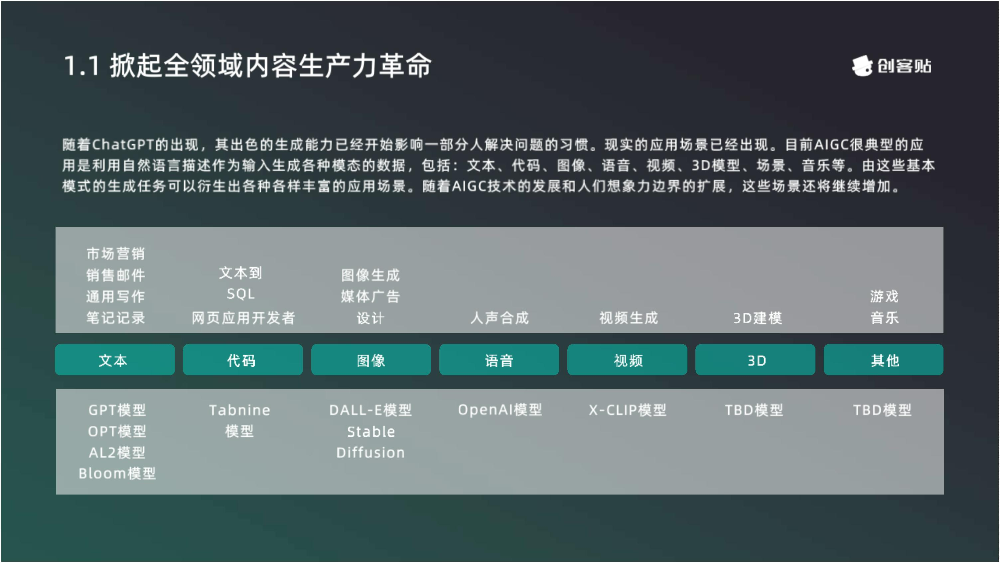 1.1 掀起全领域内容生产力革命
创客贴
随着ChatGPT的出现，其出色的生成能力已经开始影响一部分人解决问题的习惯。现实的应用场景已经出现。目前AIGC很典型的应
用是利用自然语言描述作为输入生成各种模态的数据，包括：文本、代码、图像、语音、视频、3D模型、场景、音乐等。由这些基本
模式的生成任务可以衍生出各种各样丰富的应用场景。随着AIGC技术的发展和人们想象力边界的扩展，这些场景还将继续增加。
市场营销
销售邮件
通用写作
笔记记录
文本到
SQL
网页应用开发者
图像生成
媒体广告
设计
人声合成
视频生成
3D建模
游戏
音乐
文本
代码
图像
语音
视频
3D
其他
GPT模型
OPT模型
AL2模型
Bloom模型
Tabnine
模型
DALL-E模型
Stable
Diffusion
OpenAI模型
X-CLIP模型
TBD模型
TBD模型